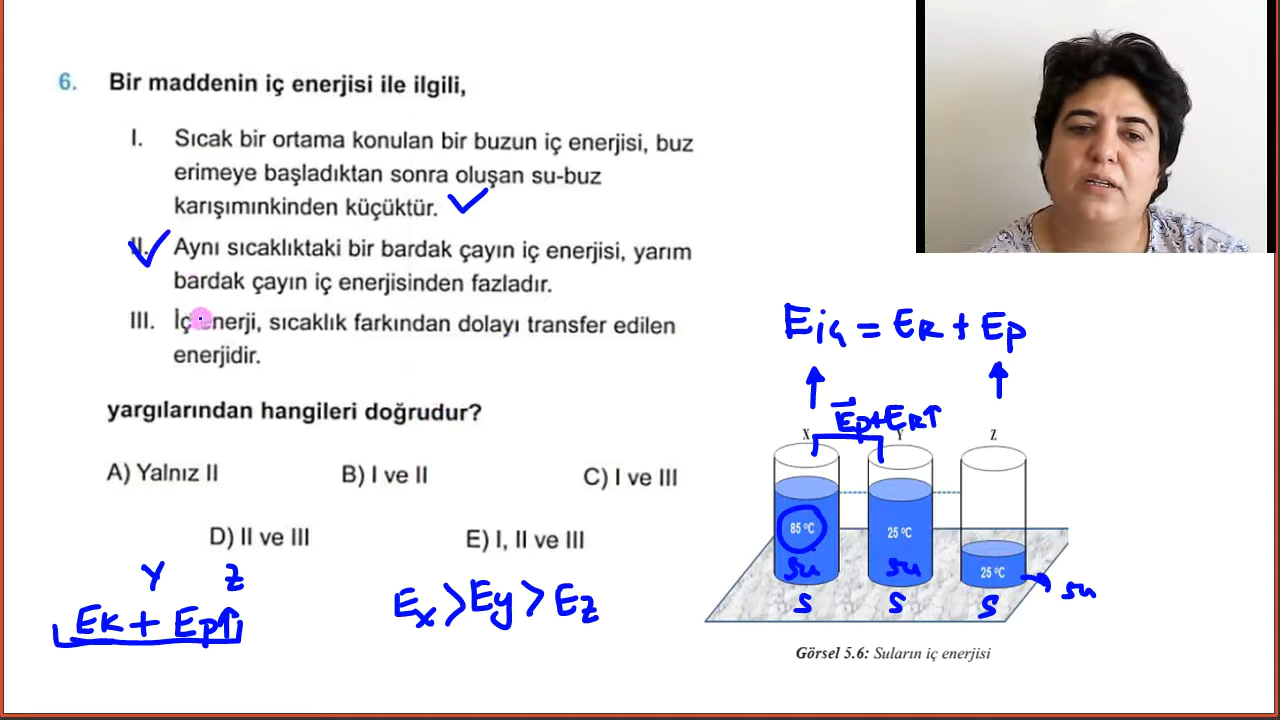 6. Bir maddenin iç enerjisi ile ilgili,
I. Sıcak bir ortama konulan bir buzun iç enerjisi, buz
erimeye başladıktan sonra oluşan su-buz
karışımınkinden küçüktür.
II. Aynı sıcaklıktaki bir bardak çayın iç enerjisi, yarım
bardak çayın iç enerjisinden fazladır.
III. İç enerji, sıcaklık farkından dolayı transfer edilen
enerjidir.
yargılarından hangileri doğrudur?
A) Yalnız II B) I ve II C) I ve III
D) II ve III E) I, II ve III
Y Z
Ek + Ep↑
Ex > Ey > Ez
Eiç = Ek + Ep
Ep+Ek↑
X Y Z
85 °C 25 °C 25 °C
su su su
S S S
Görsel 5.6: Suların iç enerjisi